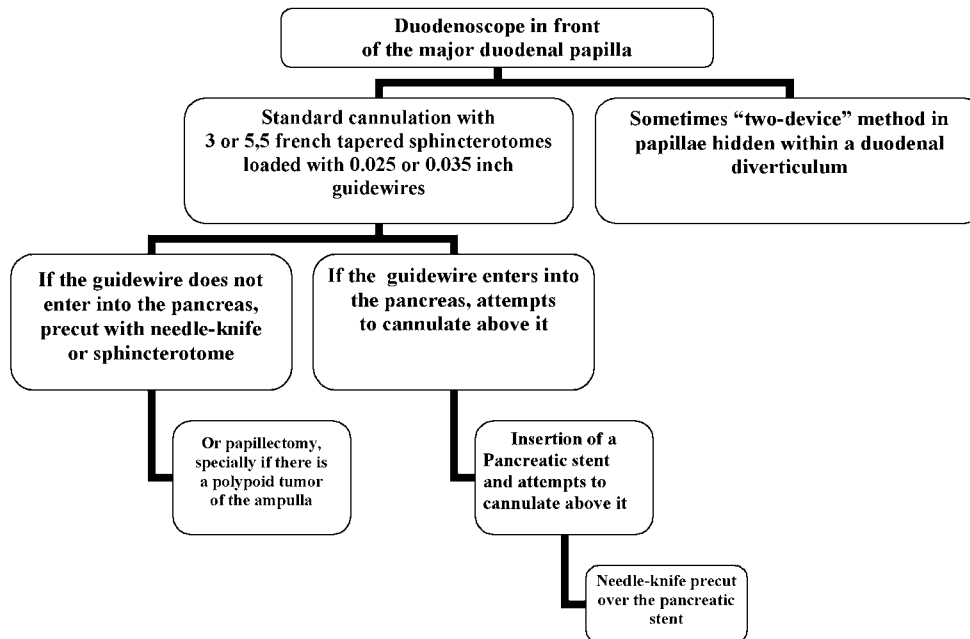 Duodenoscope in front
of the major duodenal papilla
Standard cannulation with
3 or 5,5 french tapered sphincterotomes
loaded with 0.025 or 0.035 inch
guidewires
Sometimes “two-device” method in
papillae hidden within a duodenal
diverticulum
If the guidewire does not
enter into the pancreas,
precut with needle-knife
or sphincterotome
If the guidewire enters into
the pancreas, attempts
to cannulate above it
Or papillectomy,
specially if there is
a polypoid tumor
of the ampulla
Insertion of a
Pancreatic stent
and attempts to
cannulate above it
Needle-knife precut
over the pancreatic
stent